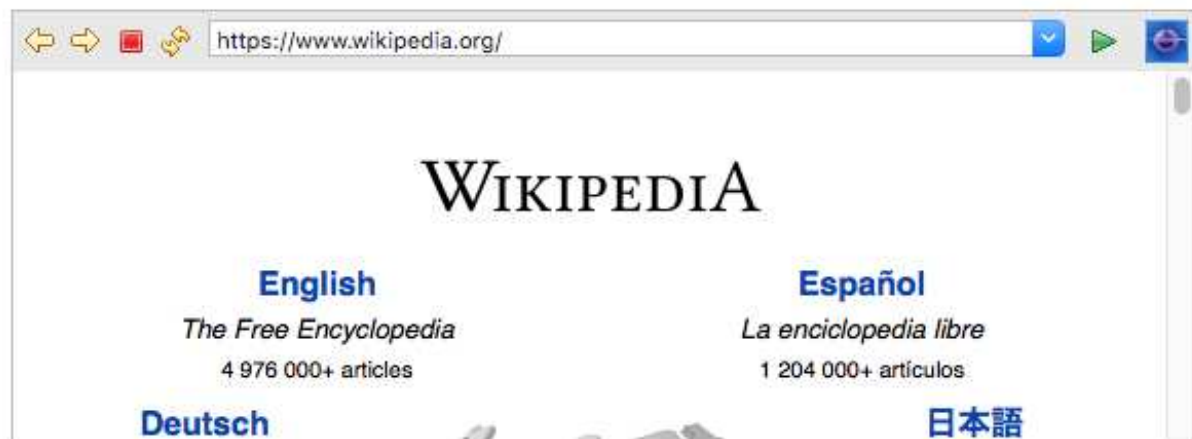 https://www.wikipedia.org/
WIKIPEDIA
English
Español
The Free Encyclopedia
La enciclopedia libre
4 976 000+ articles
1 204 000+ artículos
Deutsch
日本語